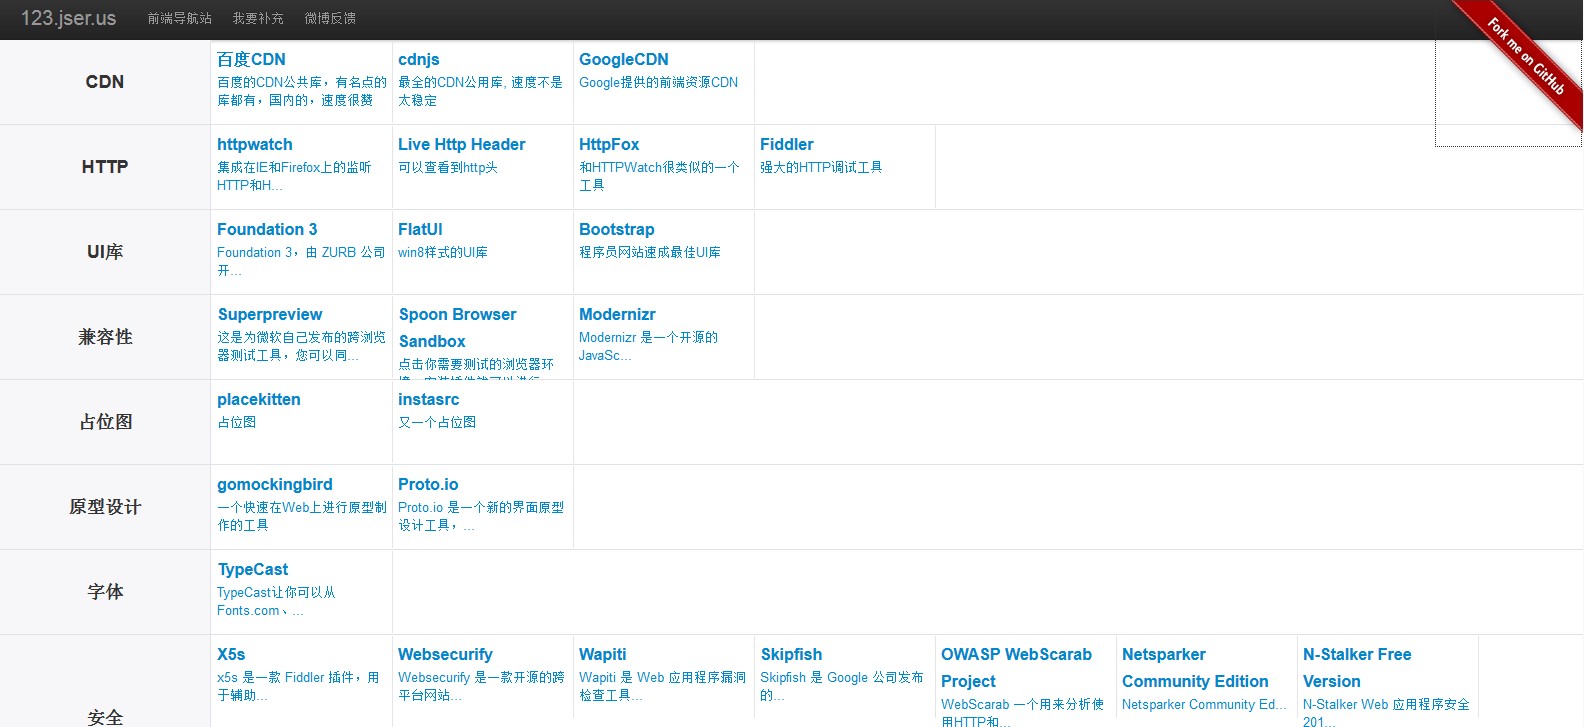 123.jser.us 前端导航站 我要补充 微博反馈
Fork me on GitHub
CDN
百度CDN
百度的CDN公共库，有名点的
库都有，国内的，速度很赞
cdnjs
最全的CDN公用库, 速度不是
太稳定
GoogleCDN
Google提供的前端资源CDN
HTTP
httpwatch
集成在IE和Firefox上的监听
HTTP和H...
Live Http Header
可以查看到http头
HttpFox
和HTTPWatch很类似的一个
工具
Fiddler
强大的HTTP调试工具
UI库
Foundation 3
Foundation 3，由 ZURB 公司
开...
FlatUI
win8样式的UI库
Bootstrap
程序员网站速成最佳UI库
兼容性
Superpreview
这是为微软自己发布的跨浏览
器测试工具，您可以同...
Spoon Browser
Sandbox
点击你需要测试的浏览器环
Modernizr
Modernizr 是一个开源的
JavaSc...
占位图
placekitten
占位图
instasrc
又一个占位图
原型设计
gomockingbird
一个快速在Web上进行原型制
作的工具
Proto.io
Proto.io 是一个新的界面原型
设计工具，...
字体
TypeCast
TypeCast让你可以从
Fonts.com、...
安全
X5s
x5s 是一款 Fiddler 插件，用
于辅助...
Websecurify
Websecurify 是一款开源的跨
平台网站...
Wapiti
Wapiti 是 Web 应用程序漏洞
检查工具...
Skipfish
Skipfish 是 Google 公司发布
的...
OWASP WebScarab
Project
WebScarab 一个用来分析使
用HTTP和...
Netsparker
Community Edition
Netsparker Community Ed...
N-Stalker Free
Version
N-Stalker Web 应用程序安全
201...